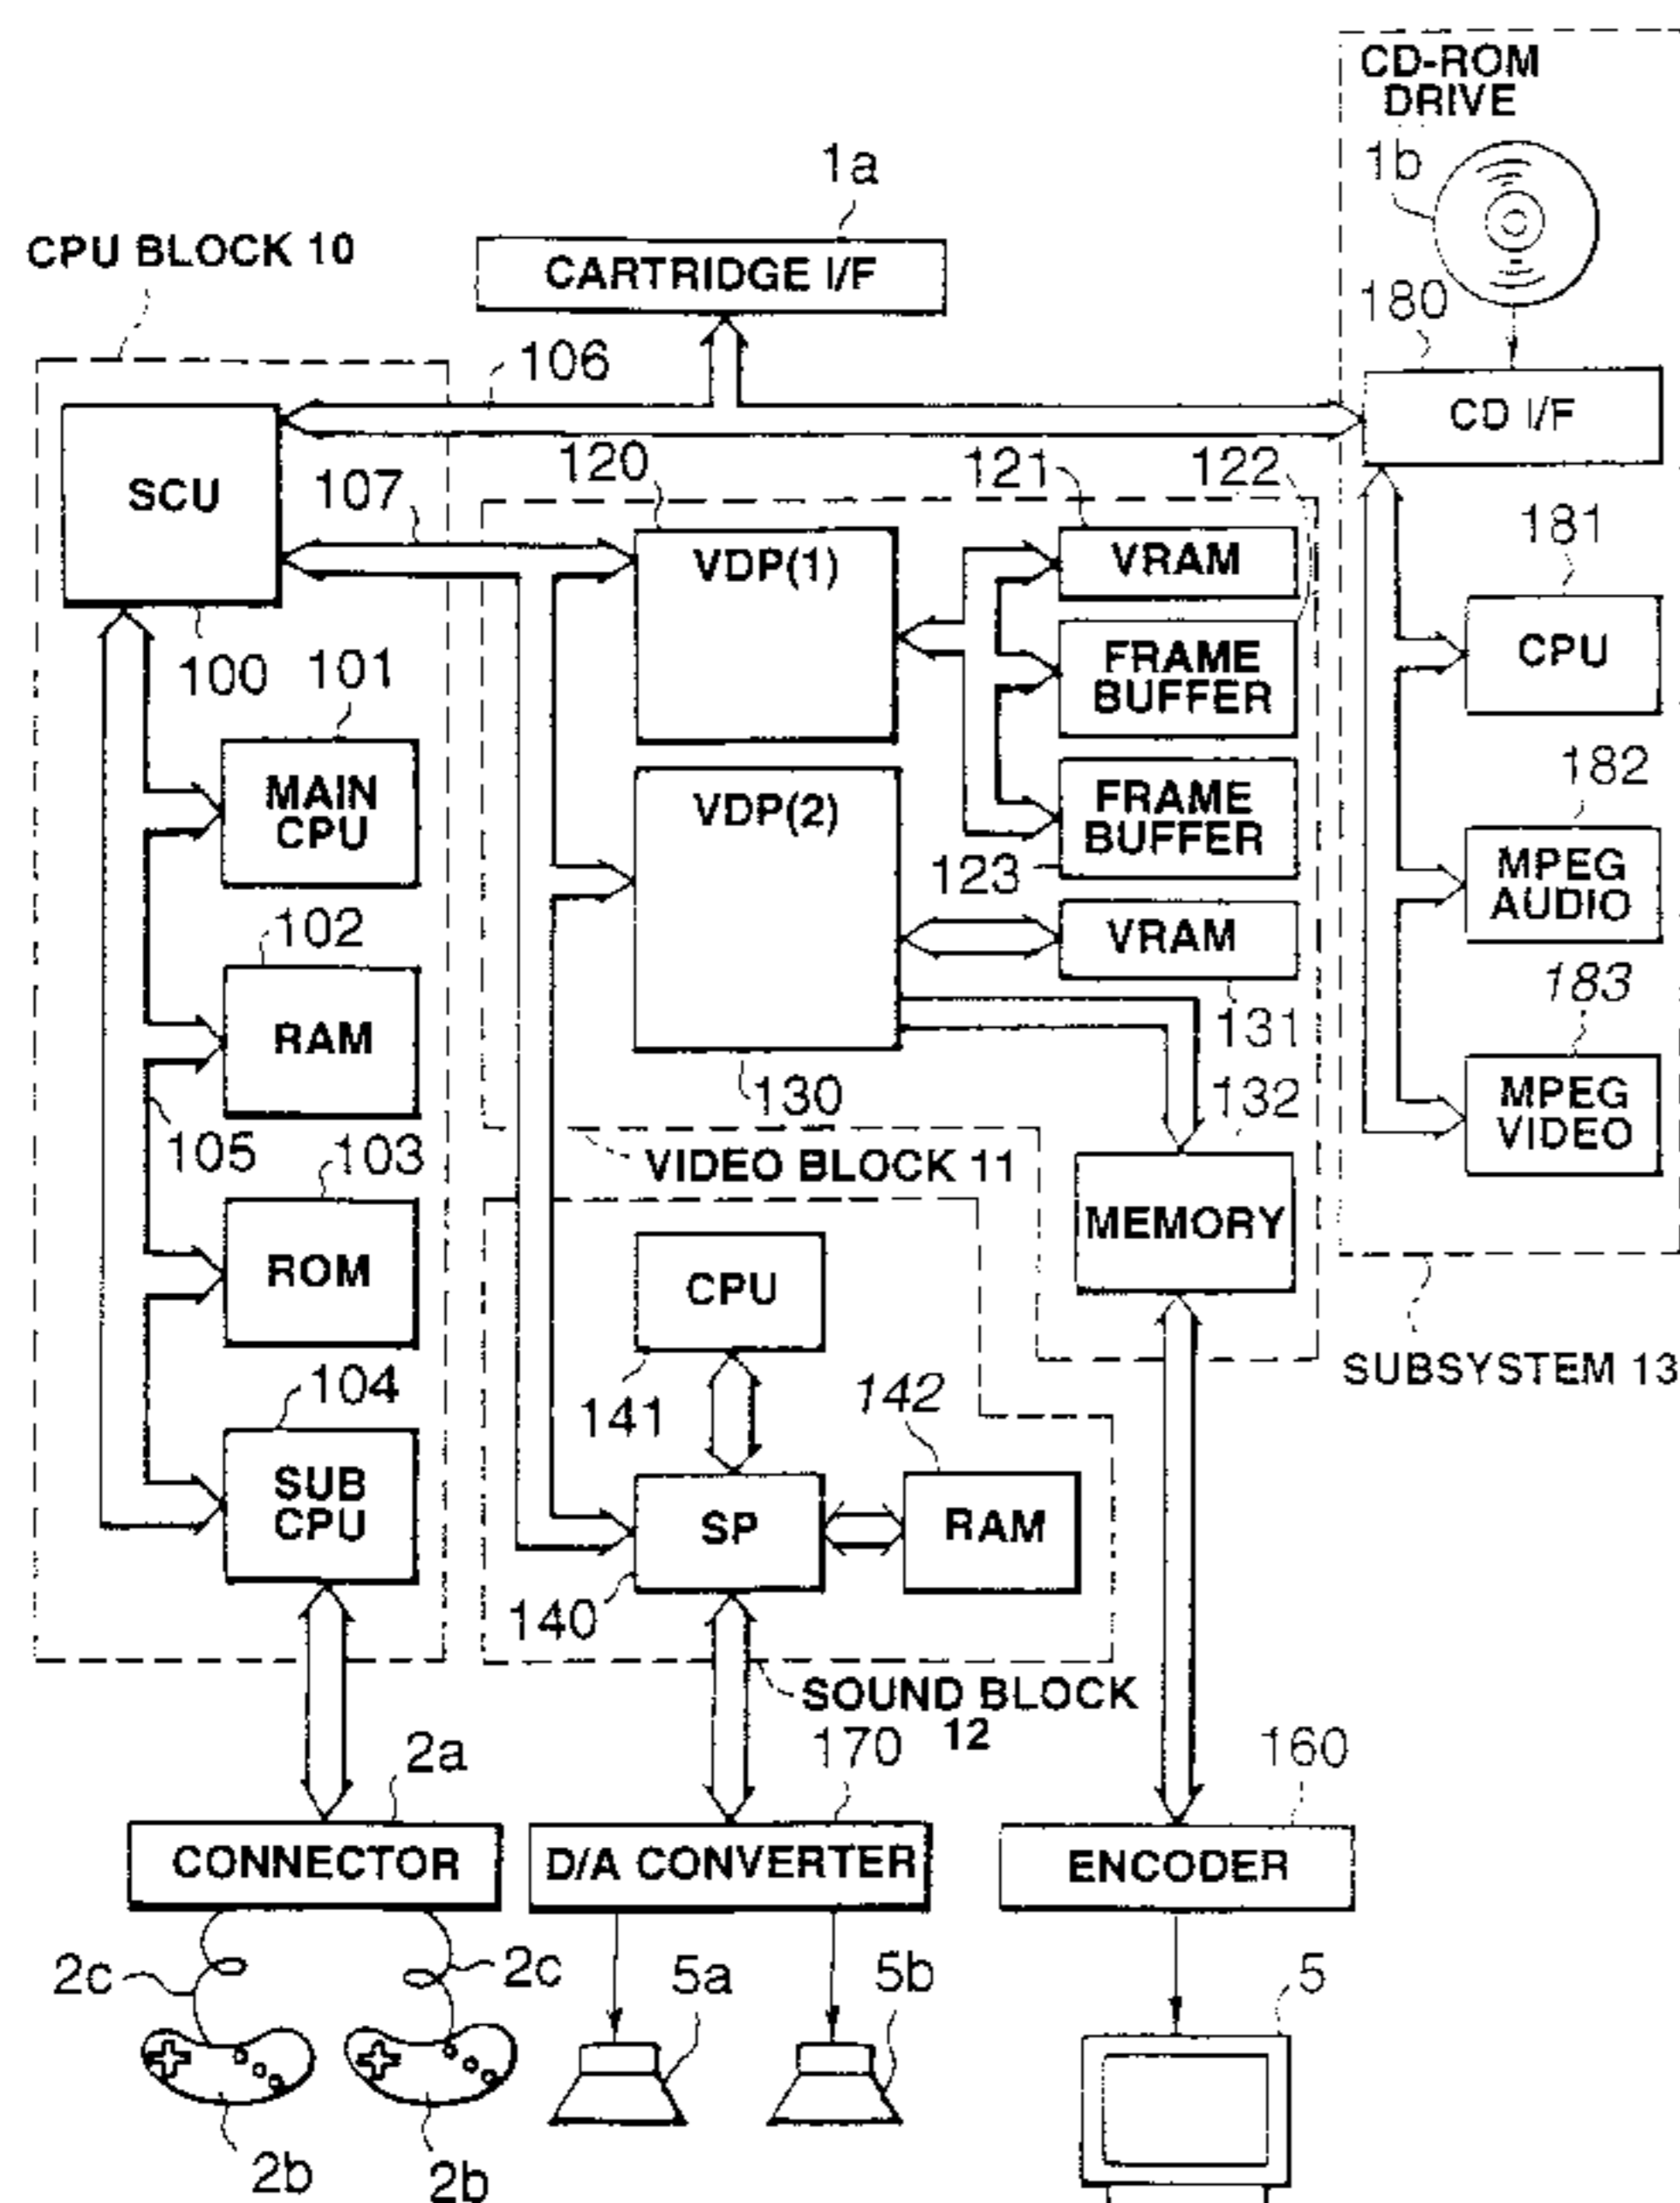 CD-ROM
DRIVE
1b
1a
CPU BLOCK 10
CARTRIDGE I/F
180
106
CD I/F
SCU
107
120
121
122
181
VDP(1)
VRAM
CPU
100
101
FRAME
BUFFER
182
MAIN
CPU
VDP(2)
FRAME
BUFFER
MPEG
AUDIO
123
102
VRAM
183
RAM
131
130
132
MPEG
VIDEO
105
103
VIDEO BLOCK 11
MEMORY
ROM
CPU
SUBSYSTEM 13
104
141
142
SUB
CPU
SP
RAM
140
SOUND BLOCK
12
2a
170
160
CONNECTOR
D/A CONVERTER
ENCODER
2c
2c
5a
5b
5
2b
2b